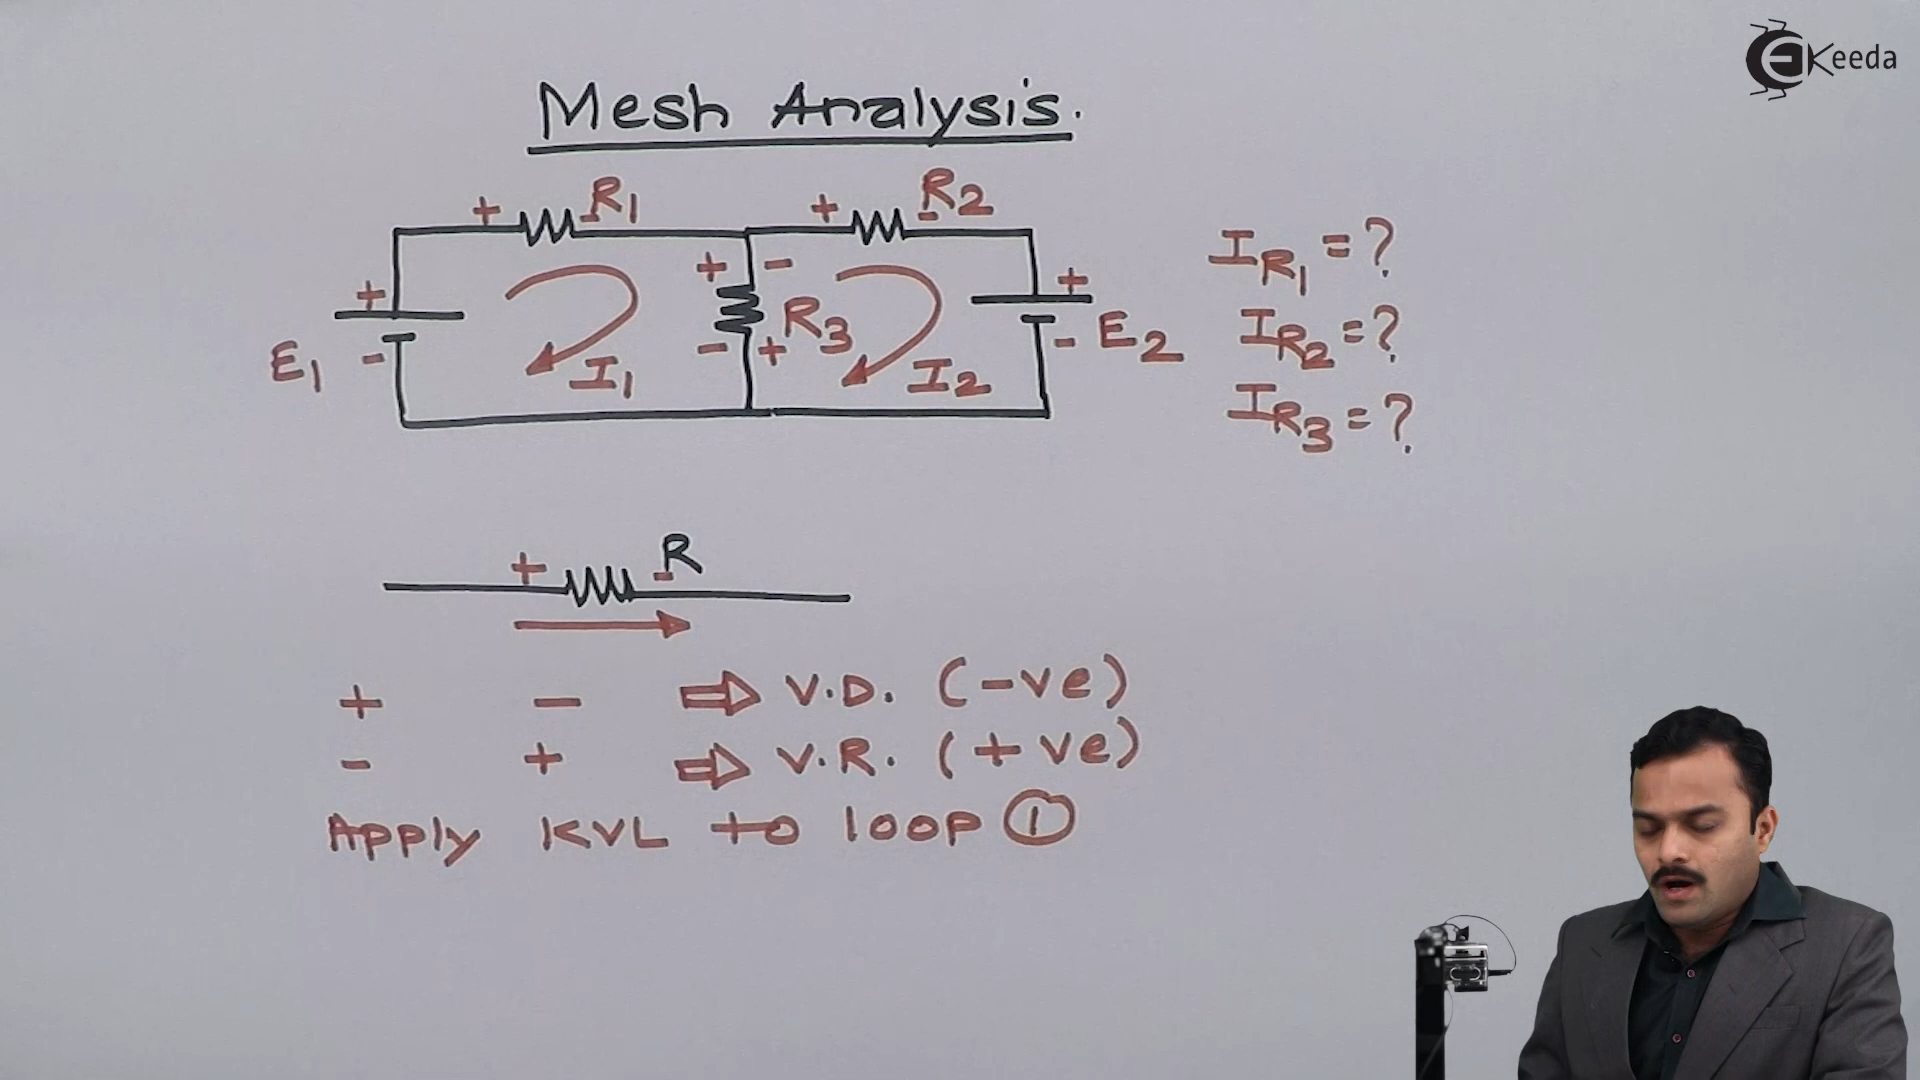 Keeda
Mesh Analysis.
+ R1 -
+ R2 -
IR1 = ?
+ -
+
+
E1 -
I1
- +
R3
I2
- E2
IR2 = ?
IR3 = ?
+ R -
+ - ⇒ V.D. (-ve)
- + ⇒ V.R. (+ve)
Apply KVL to loop ①